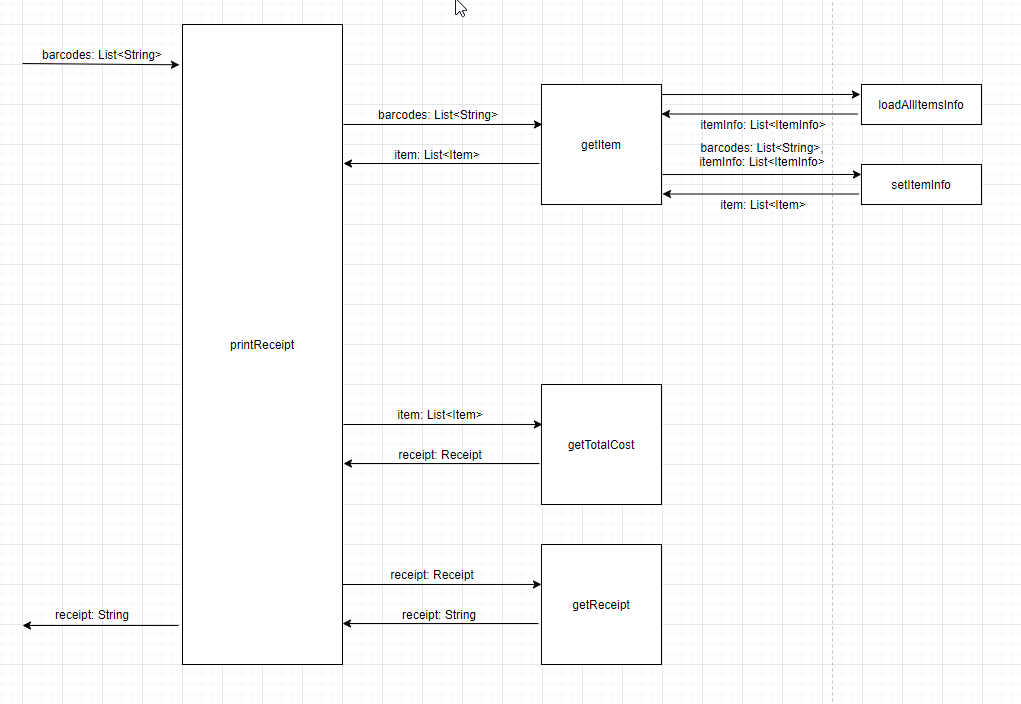 barcodes: List<String>
barcodes: List<String>
item: List<Item>
getItem
loadAllItemsInfo
itemInfo: List<ItemInfo>
barcodes: List<String>,
itemInfo: List<ItemInfo>
setItemInfo
item: List<Item>
printReceipt
item: List<Item>
receipt: Receipt
getTotalCost
receipt: Receipt
receipt: String
getReceipt
receipt: String